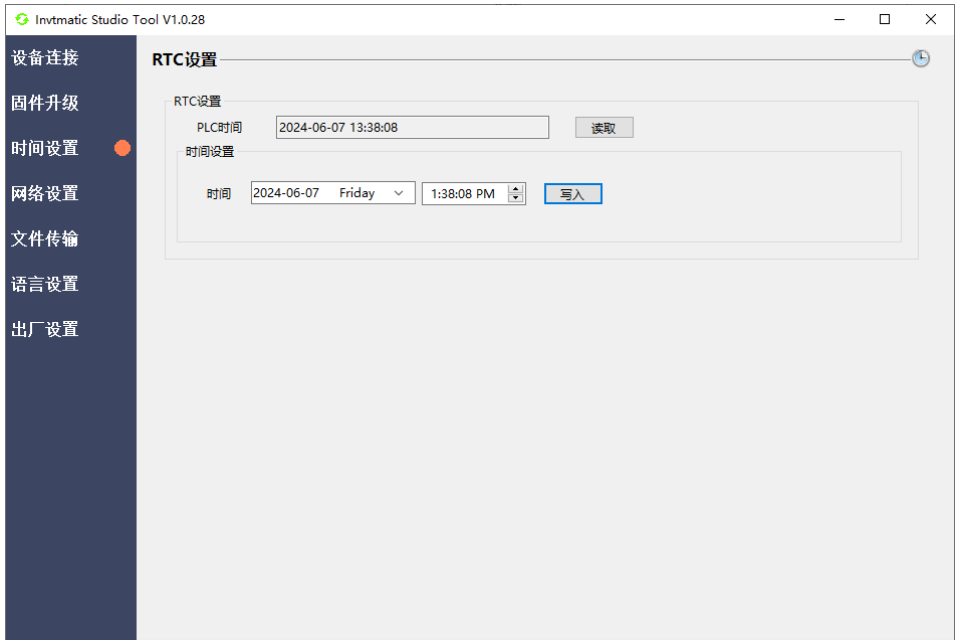 Invtmatic Studio Tool V1.0.28
设备连接
固件升级
时间设置
网络设置
文件传输
语言设置
出厂设置
RTC设置
RTC设置
PLC时间 2024-06-07 13:38:08 读取
时间设置
时间 2024-06-07 Friday 1:38:08 PM 写入